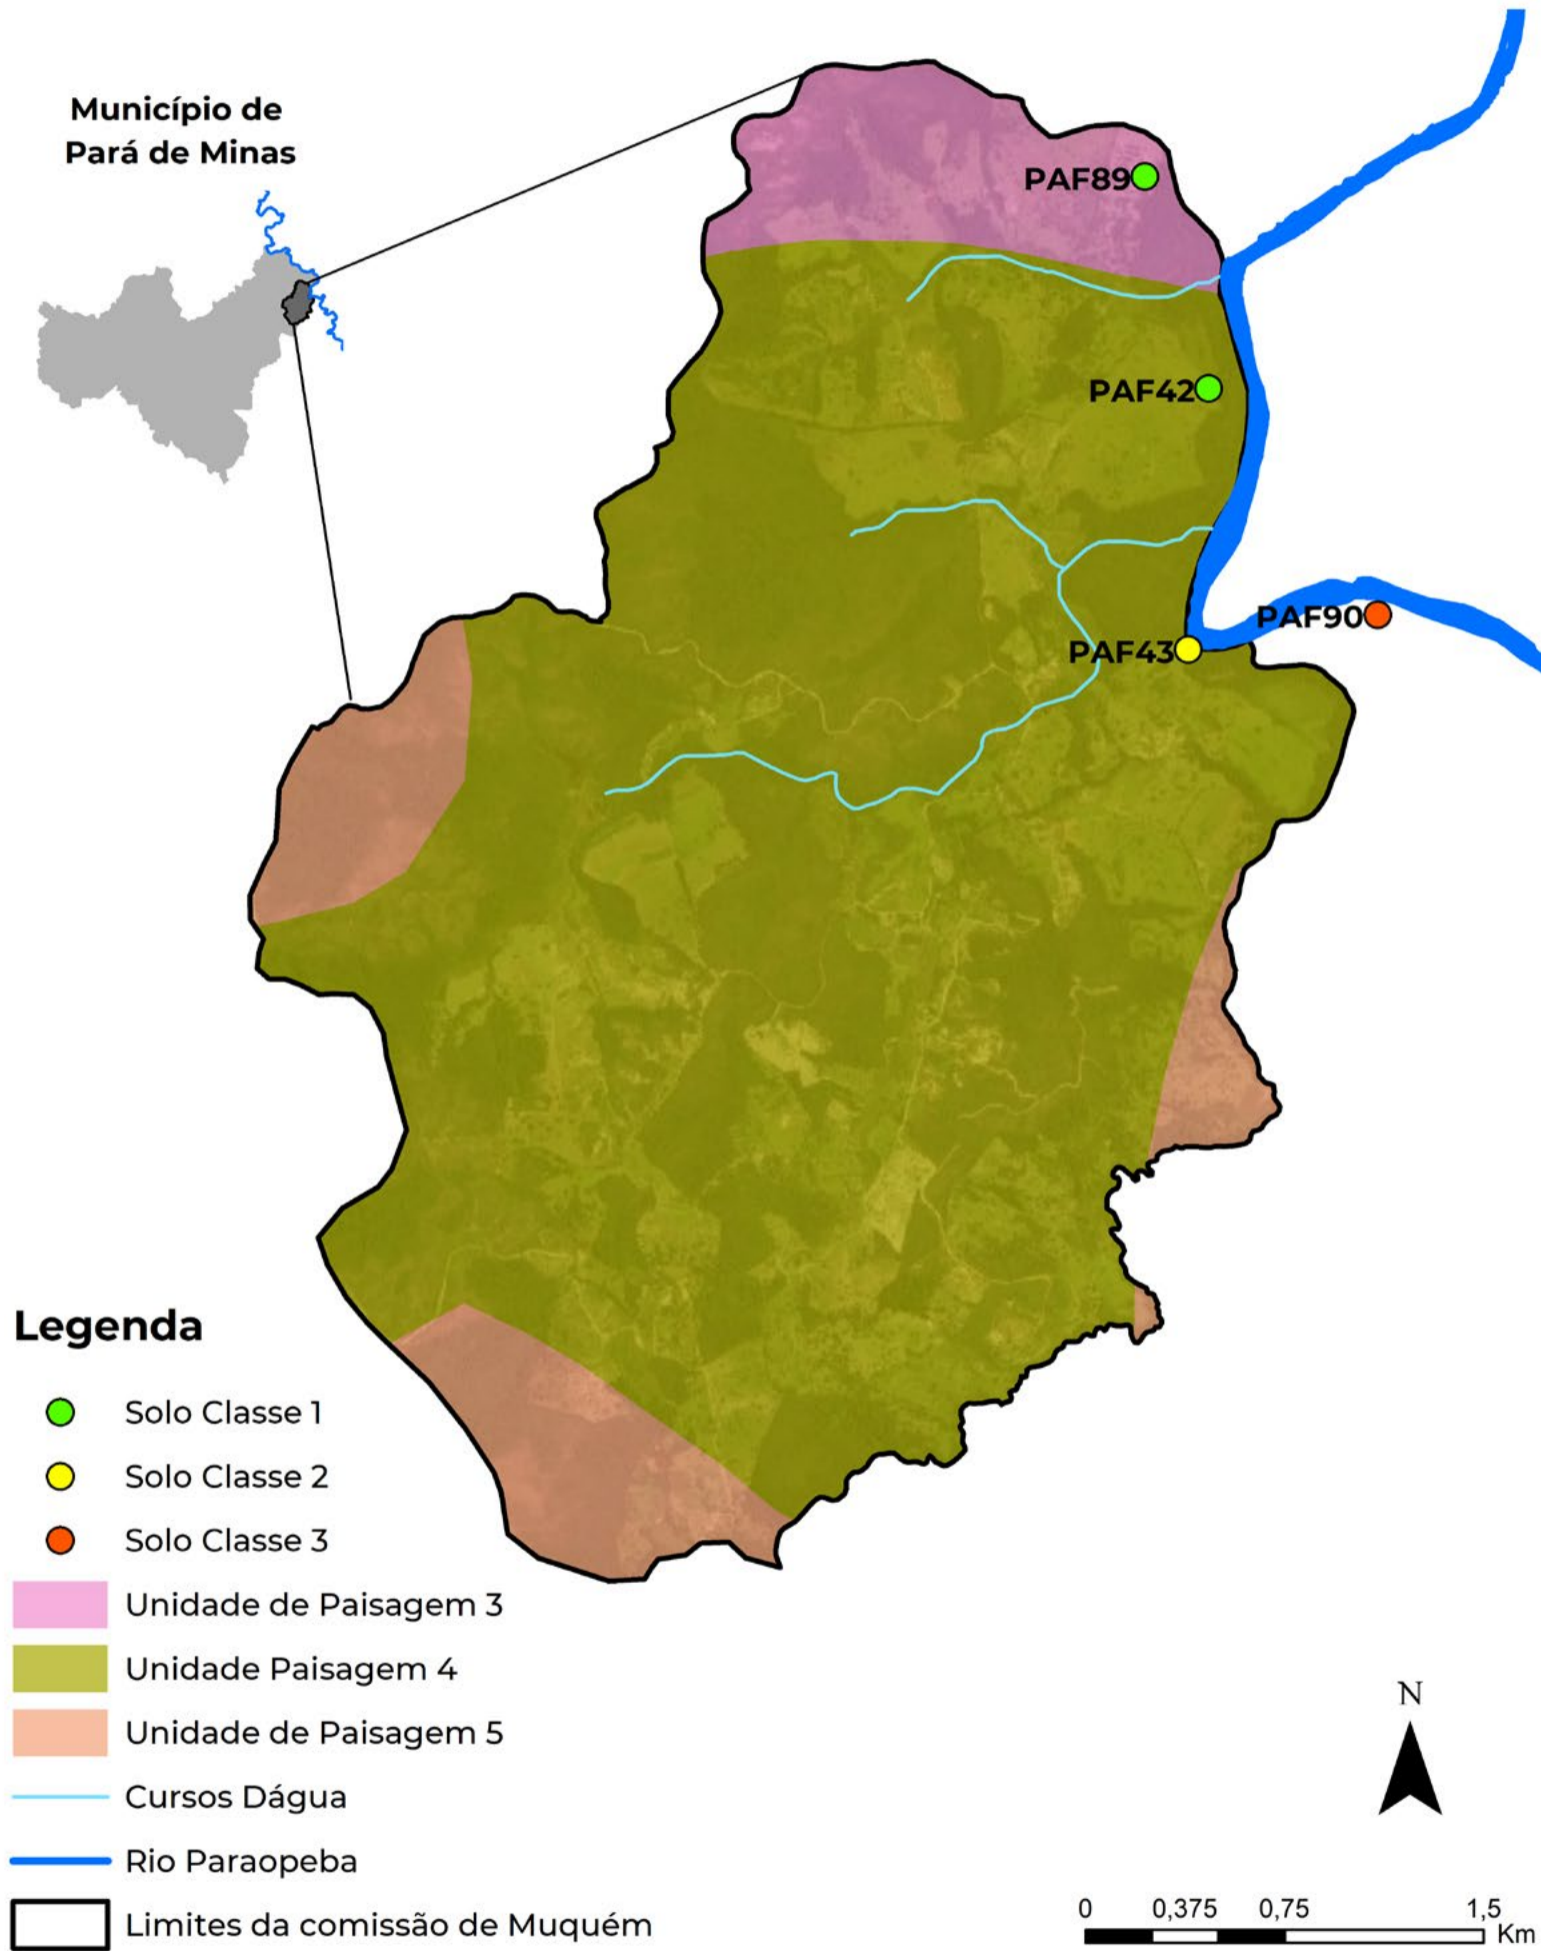 Município de
Pará de Minas
PAF89
PAF42
PAF90
PAF43
Legenda
Solo Classe 1
Solo Classe 2
Solo Classe 3
Unidade de Paisagem 3
Unidade Paisagem 4
Unidade de Paisagem 5
Cursos Dágua
Rio Paraopeba
Limites da comissão de Muquém
N
0 0,375 0,75 1,5
Km